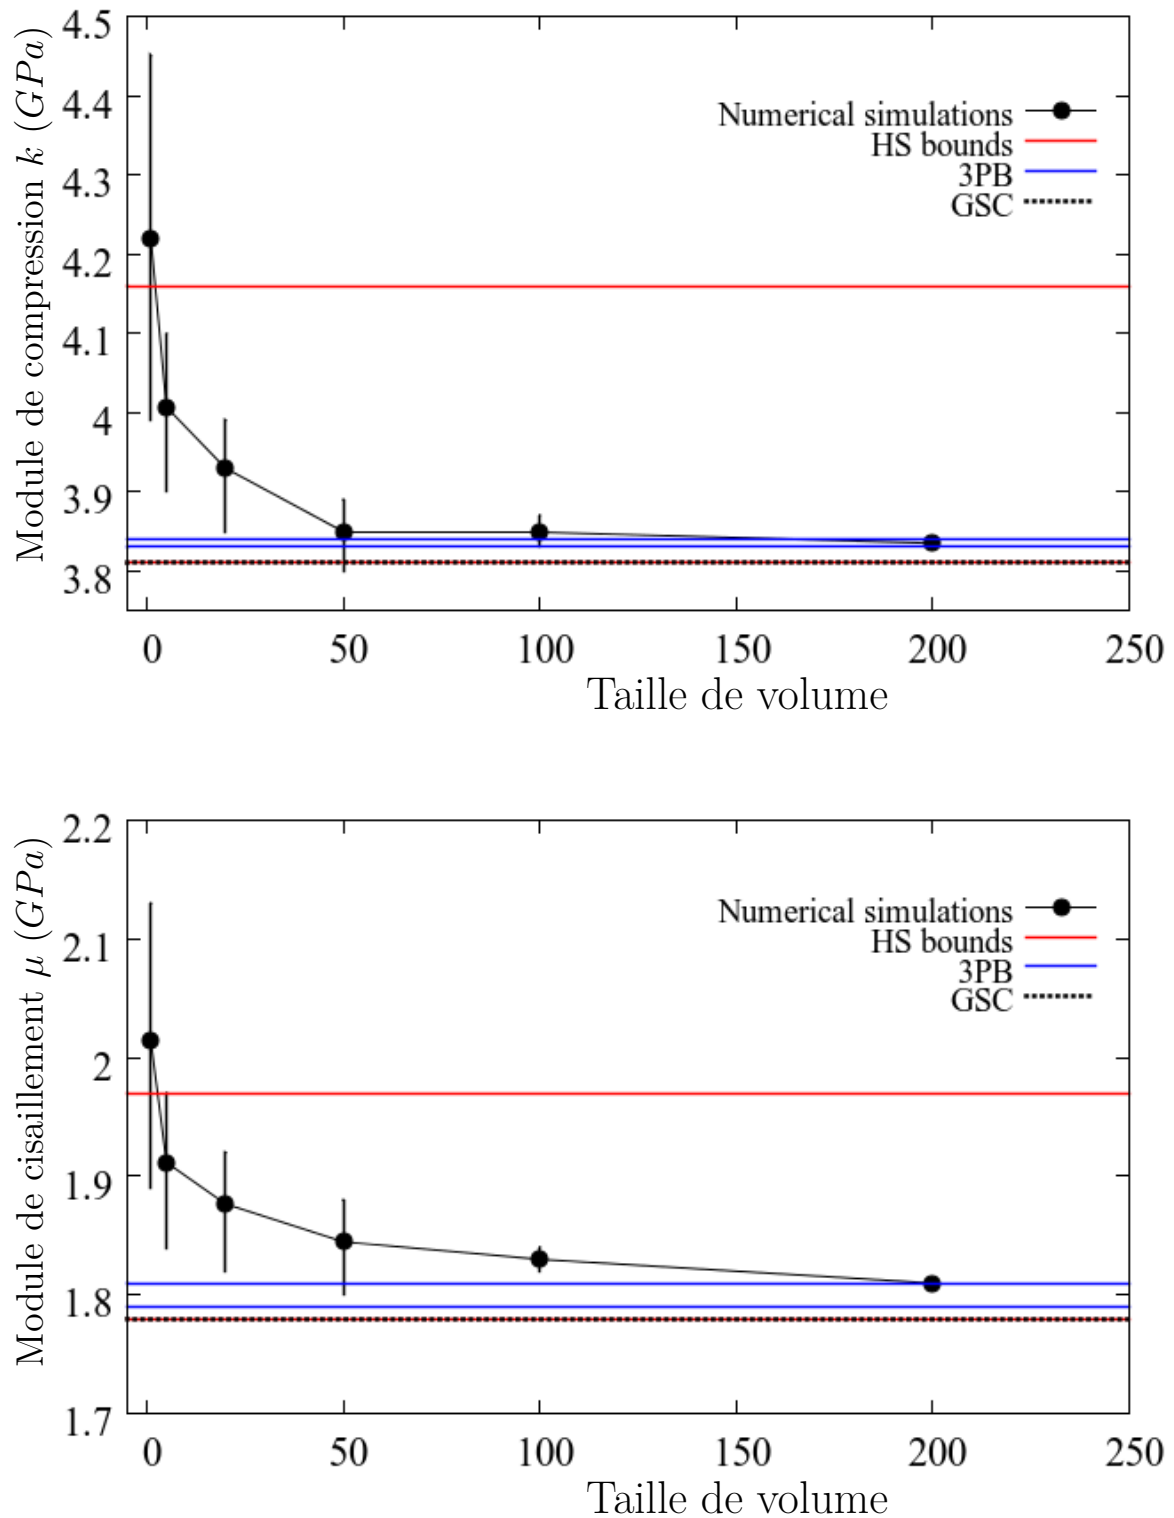 Module de compression k (GPa)
4.5
4.4
4.3
4.2
4.1
4
3.9
3.8
Numerical simulations
HS bounds
3PB
GSC
0 50 100 150 200 250
Taille de volume
Module de cisaillement μ (GPa)
2.2
2.1
2
1.9
1.8
1.7
Numerical simulations
HS bounds
3PB
GSC
0 50 100 150 200 250
Taille de volume